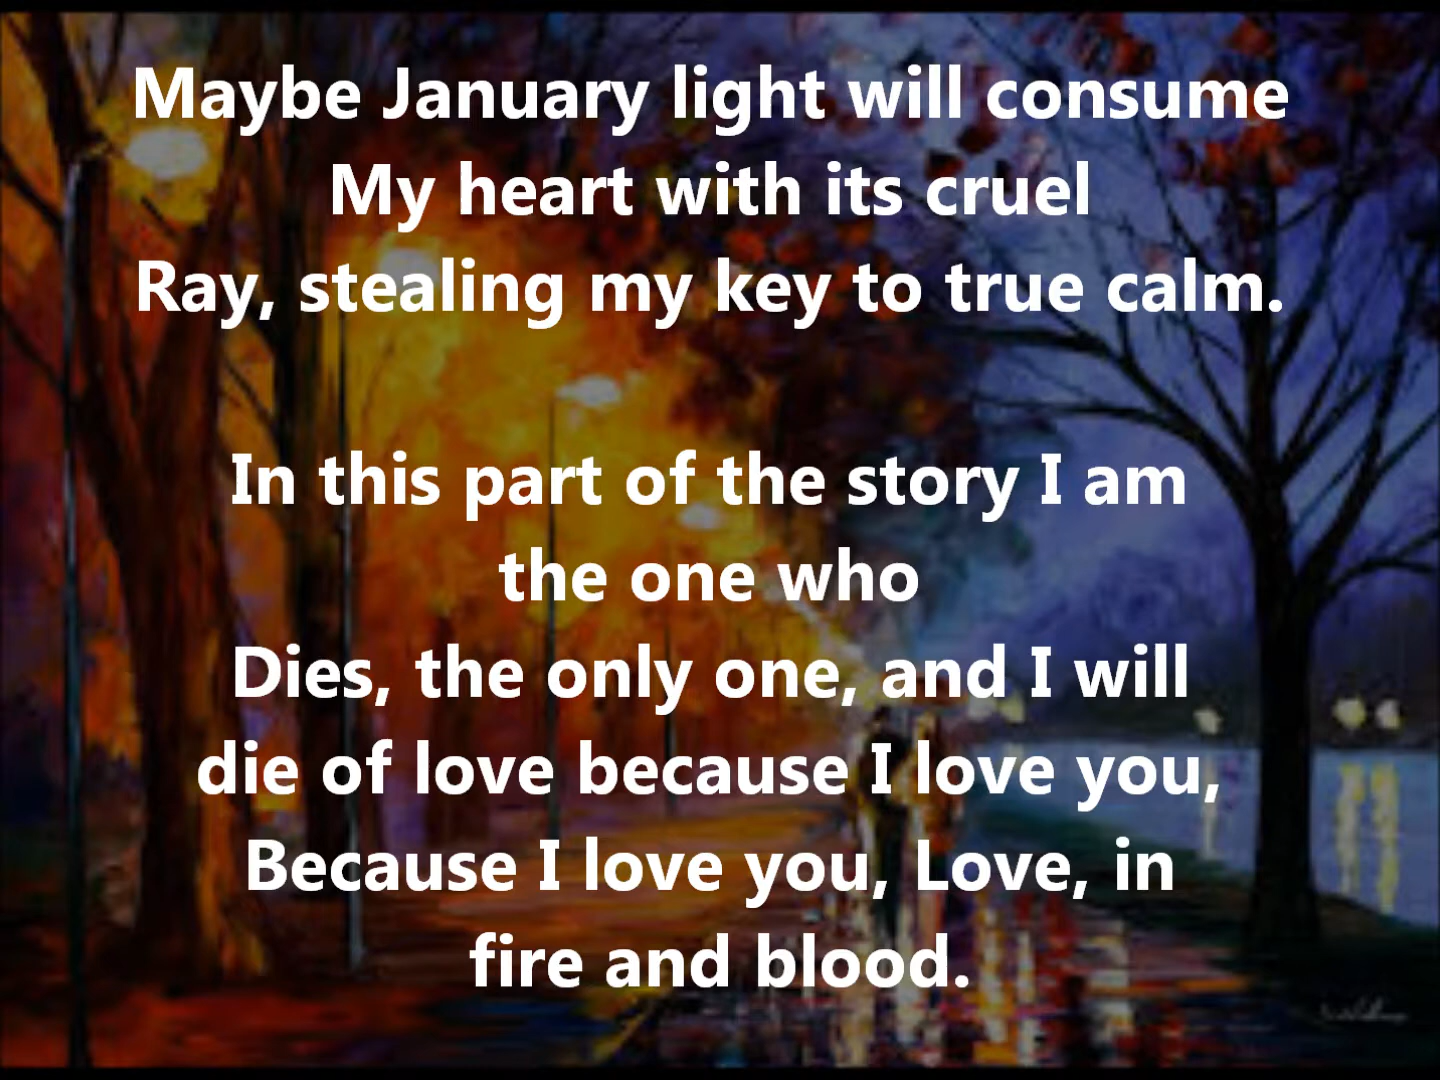 Maybe January light will consume
My heart with its cruel
Ray, stealing my key to true calm.
In this part of the story I am
the one who
Dies, the only one, and I will
die of love because I love you,
Because I love you, Love, in
fire and blood.